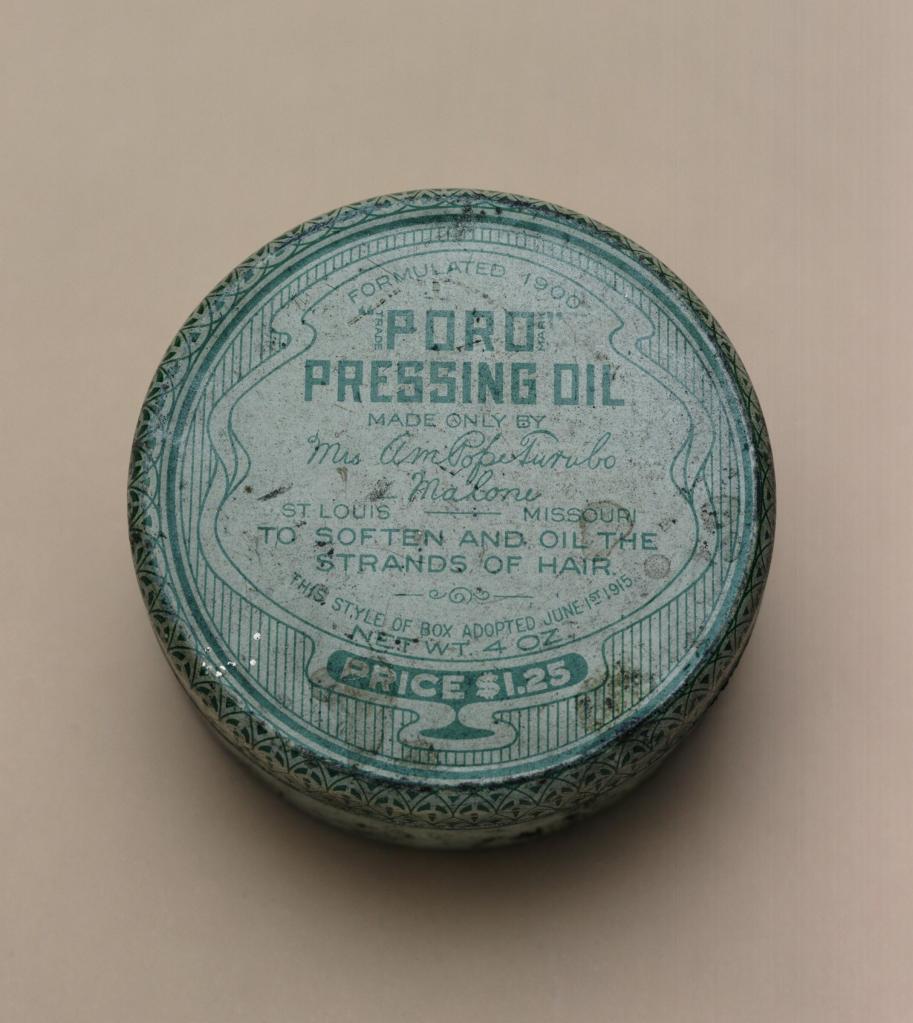 FORMULATED 1900
TRADE "PORO" MARK
PRESSING OIL
MADE ONLY BY
Mrs A m Pope Turnbo
Malone
ST LOUIS — MISSOURI
TO SOFTEN AND OIL THE
STRANDS OF HAIR.
THIS STYLE OF BOX ADOPTED JUNE 1ST 1915.
NET WT. 4 OZ.
PRICE $1.25